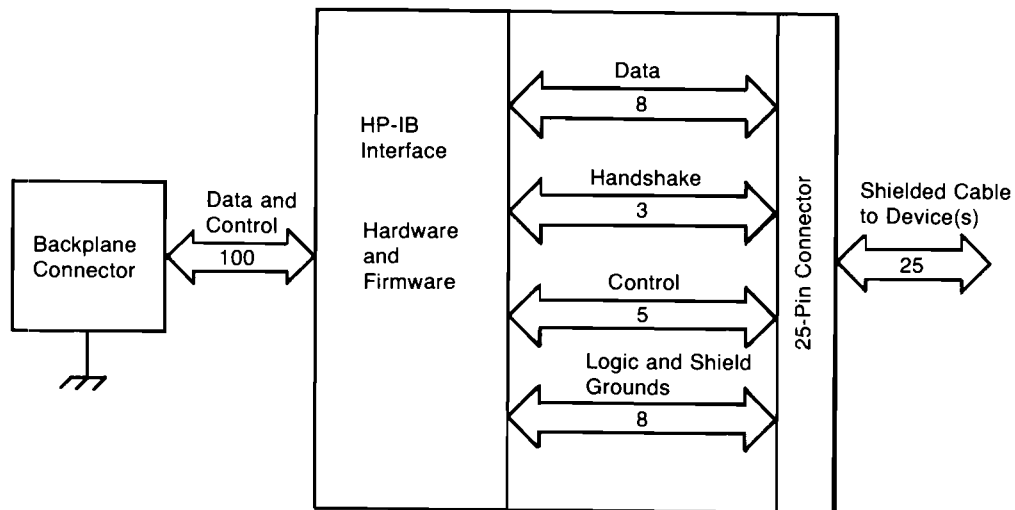 Backplane
Connector
Data and
Control
100
HP-IB
Interface
Hardware
and
Firmware
Data
8
Handshake
3
Control
5
Logic and Shield
Grounds
8
25-Pin Connector
Shielded Cable
to Device(s)
25